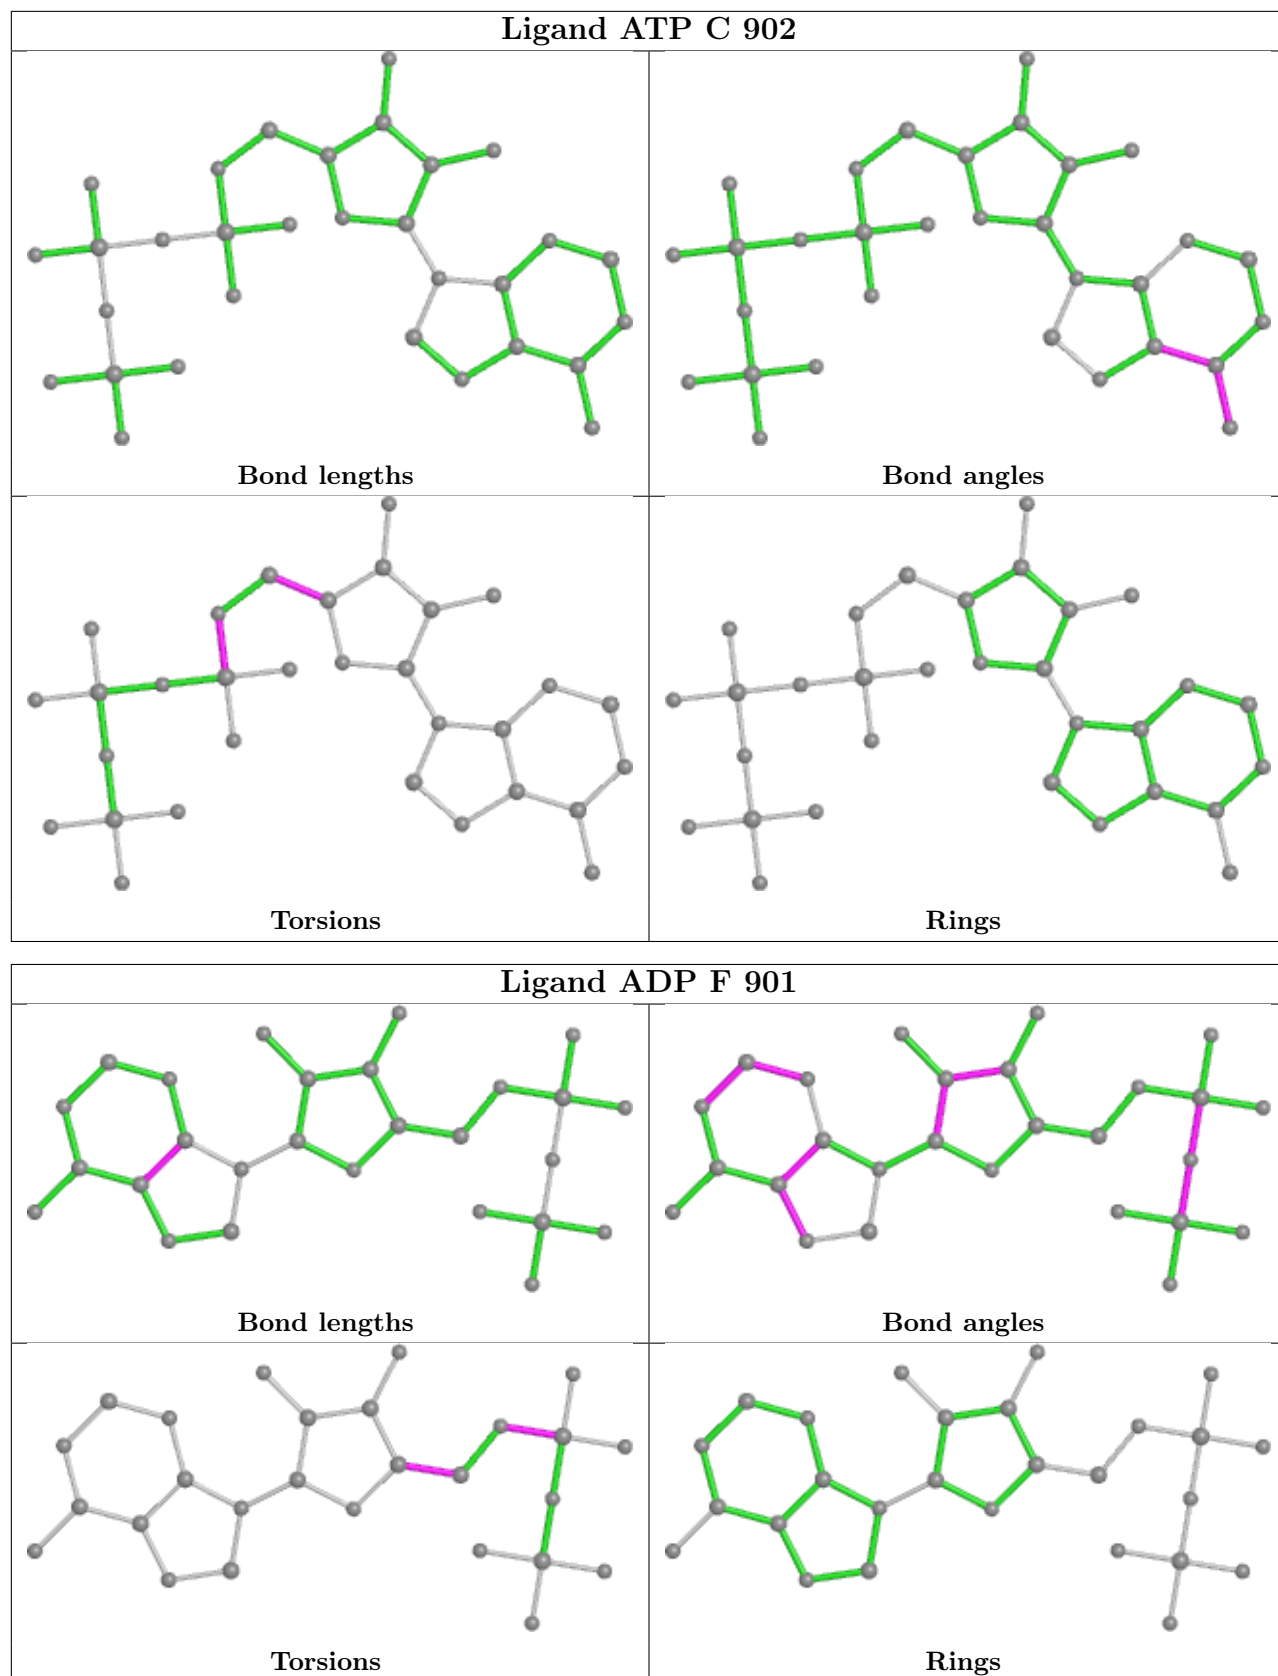 Ligand ATP C 902
Bond lengths
Bond angles
Torsions
Rings
Ligand ADP F 901
Bond lengths
Bond angles
Torsions
Rings